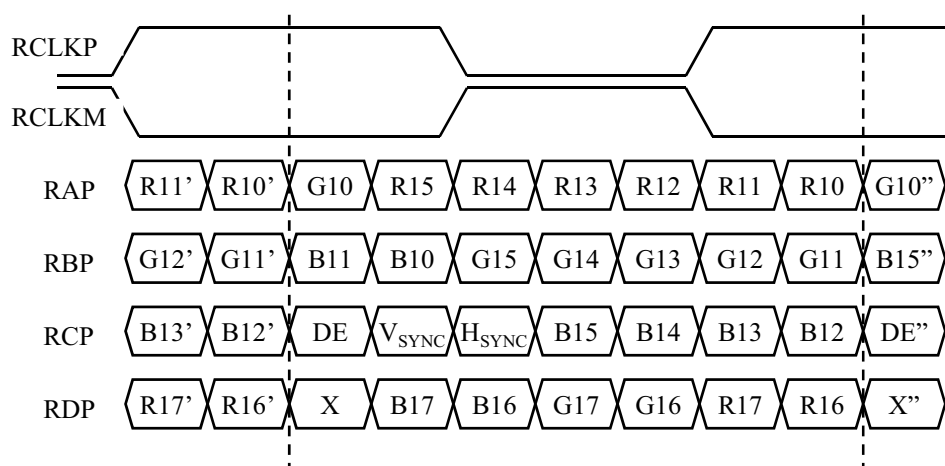 RCLKP
RCLKM
RAP R11’ R10’ G10 R15 R14 R13 R12 R11 R10 G10”
RBP G12’ G11’ B11 B10 G15 G14 G13 G12 G11 B15”
RCP B13’ B12’ DE VSYNC HSYNC B15 B14 B13 B12 DE”
RDP R17’ R16’ X B17 B16 G17 G16 R17 R16 X”